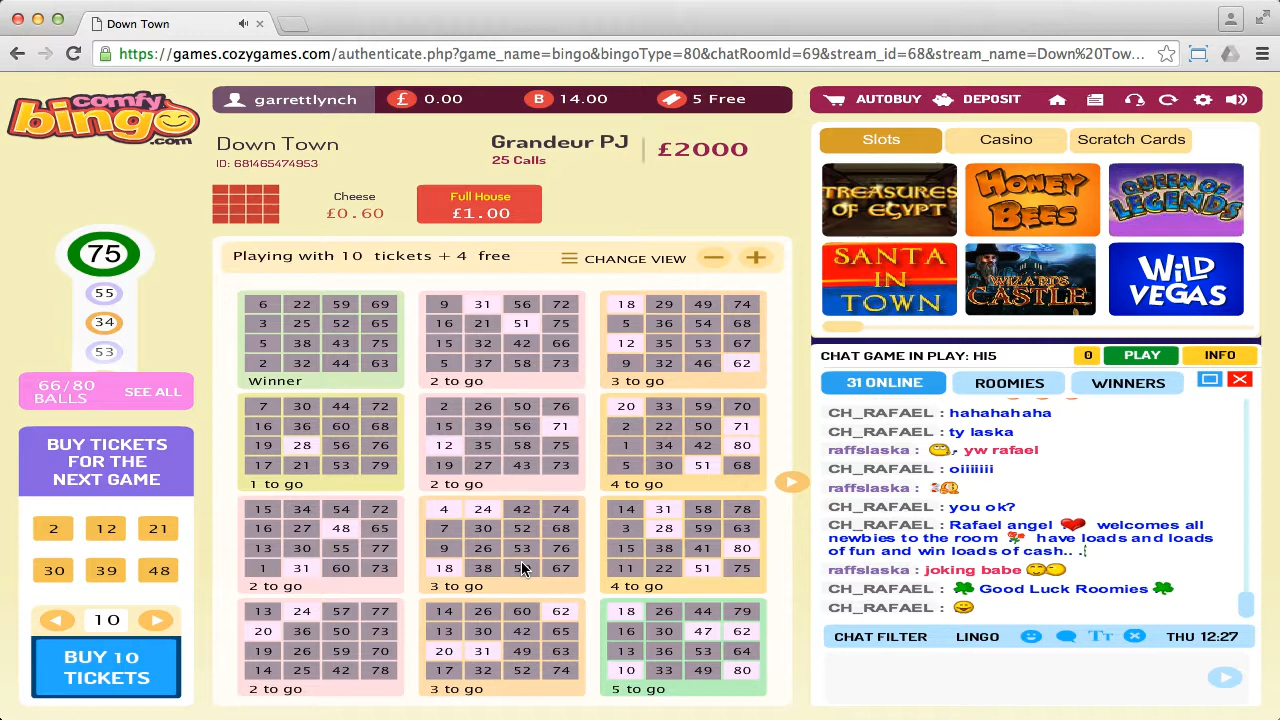 Down Town
https://games.cozygames.com/authenticate.php?game_name=bingo&bingoType=80&chatRoomId=69&stream_id=68&stream_name=Down%20Tow...
comfy
bingo
.com
garrettlynch £ 0.00 B 14.00 5 Free
AUTOBUY DEPOSIT
Down Town
ID: 681465474953
Grandeur PJ
25 Calls
£2000
Cheese
£0.60
Full House
£1.00
Slots Casino Scratch Cards
TREASURES OF EGYPT
HONEY BEES
QUEEN OF LEGENDS
SANTA IN TOWN
WIZARDS CASTLE
WiLD VEGAS
75
55
34
53
66/80
BALLS
SEE ALL
BUY TICKETS
FOR THE
NEXT GAME
2 12 21
30 39 48
10
BUY 10
TICKETS
Playing with 10 tickets + 4 free
CHANGE VIEW
6 22 59 70
3 25 52 65
5 38 43 75
2 32 44 63
Winner
9 31 56 72
16 21 51 75
15 32 42 66
5 37 58 73
2 to go
18 29 49 74
5 36 54 68
12 35 53 67
9 32 46 62
3 to go
7 30 44 72
16 36 60 68
19 28 56 76
17 21 53 79
1 to go
2 26 50 76
15 39 56 71
12 35 58 75
19 27 43 73
2 to go
20 33 59 70
2 22 50 71
1 34 42 80
5 30 51 68
4 to go
15 34 54 72
16 27 48 65
13 30 55 77
1 31 60 73
2 to go
4 24 42 74
7 30 52 68
9 26 53 76
18 38 67
3 to go
14 31 58 78
3 28 59 63
15 38 41 80
11 22 51 75
4 to go
13 24 57 77
20 36 50 73
19 26 59 70
14 25 42 78
2 to go
14 26 60 62
13 30 42 65
20 31 49 63
17 32 52 74
3 to go
18 26 44 79
16 30 47 62
13 36 53 64
10 33 49 80
5 to go
CHAT GAME IN PLAY: HI5 0 PLAY INFO
31 ONLINE ROOMIES WINNERS
CH_RAFAEL : hahahahaha
CH_RAFAEL : ty laska
raffslaska : , yw rafael
CH_RAFAEL : oiiiiiii
raffslaska :
CH_RAFAEL : you ok?
CH_RAFAEL : Rafael angel welcomes all
newbies to the room have loads and loads
of fun and win loads of cash.. .
raffslaska : joking babe
CH_RAFAEL : Good Luck Roomies
CH_RAFAEL :
CHAT FILTER LINGO TT THU 12:27